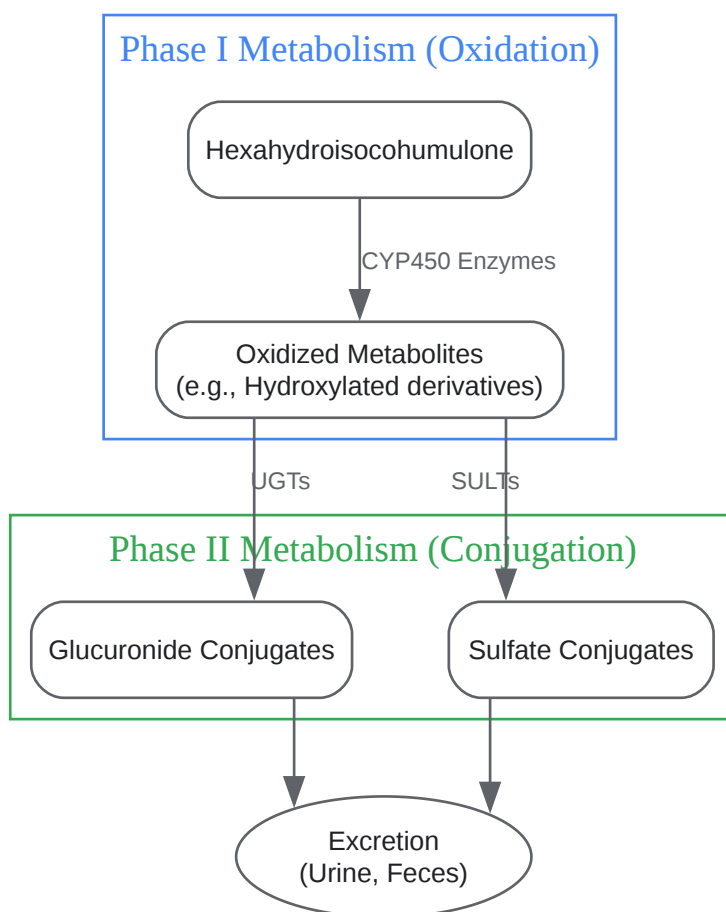 Phase I Metabolism (Oxidation)
Hexahydroisocohumulone
CYP450 Enzymes
Oxidized Metabolites
(e.g., Hydroxylated derivatives)
UGTs
SULTs
Phase II Metabolism (Conjugation)
Glucuronide Conjugates
Sulfate Conjugates
Excretion
(Urine, Feces)